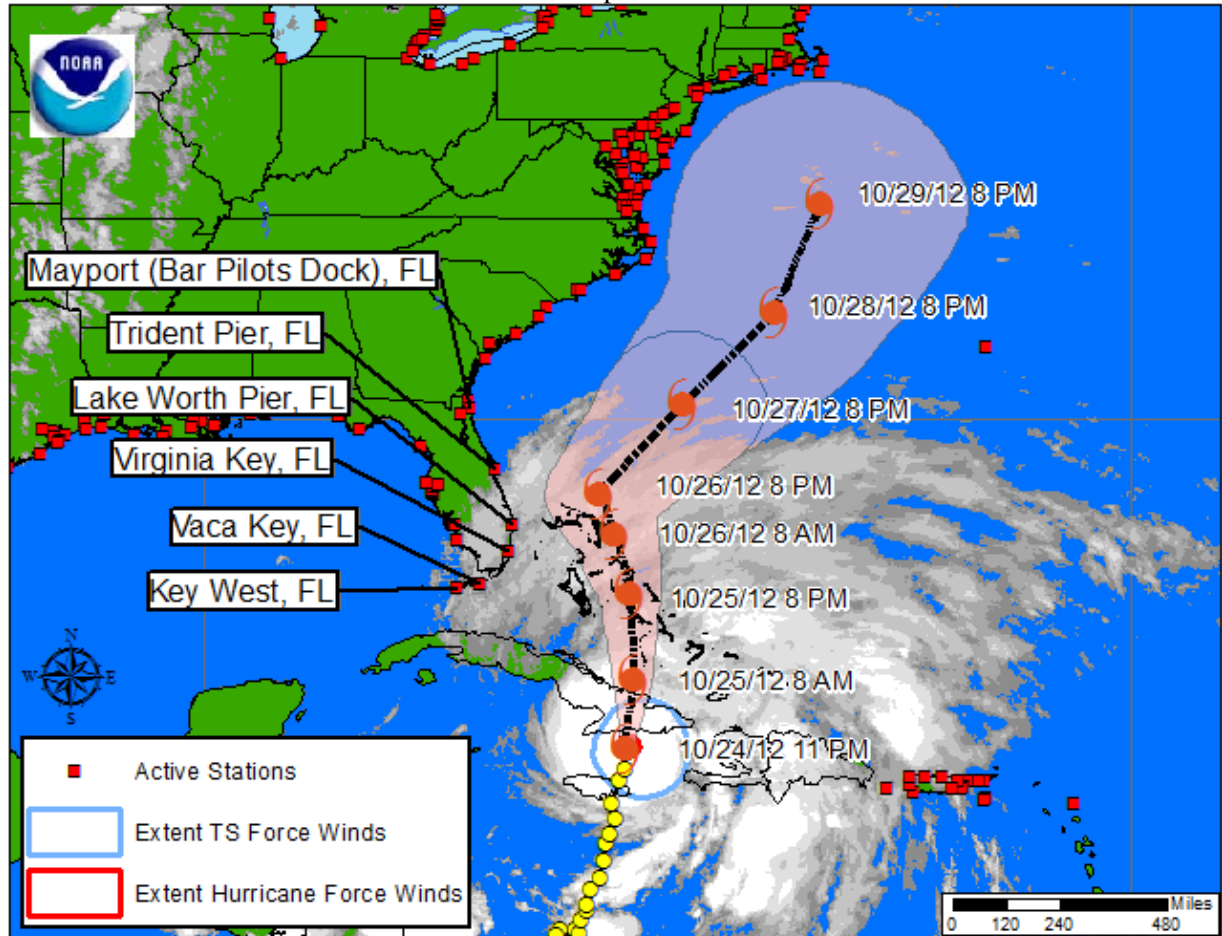 NOAA
Mayport (Bar Pilots Dock), FL
Trident Pier, FL
Lake Worth Pier, FL
Virginia Key, FL
Vaca Key, FL
Key West, FL
10/29/12 8 PM
10/28/12 8 PM
10/27/12 8 PM
10/26/12 8 PM
10/26/12 8 AM
10/25/12 8 PM
10/25/12 8 AM
10/24/12 11 PM
N
W
E
S
Active Stations
Extent TS Force Winds
Extent Hurricane Force Winds
Miles
0 120 240 480